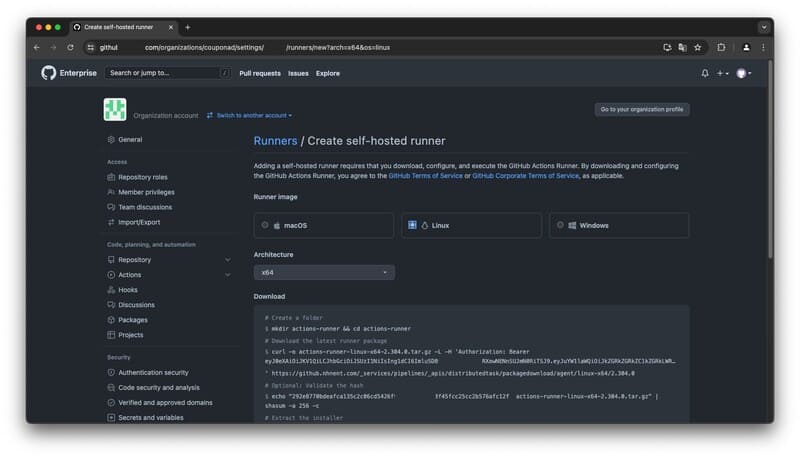 Create self-hosted runner
githul com/organizations/couponad/settings/ /runners/new?arch=x64&os=linux
Enterprise
Search or jump to... /
Pull requests Issues Explore
Organization account Switch to another account
Go to your organization profile
General
Access
Repository roles
Member privileges
Team discussions
Import/Export
Code, planning, and automation
Repository
Actions
Hooks
Discussions
Packages
Projects
Security
Authentication security
Code security and analysis
Verified and approved domains
Secrets and variables
Runners / Create self-hosted runner
Adding a self-hosted runner requires that you download, configure, and execute the GitHub Actions Runner. By downloading and configuring
the GitHub Actions Runner, you agree to the GitHub Terms of Service or GitHub Corporate Terms of Service, as applicable.
Runner image
macOS
Linux
Windows
Architecture
x64
Download
# Create a folder
$ mkdir actions-runner && cd actions-runner
# Download the latest runner package
$ curl -o actions-runner-linux-x64-2.304.0.tar.gz -L -H 'Authorization: Bearer
' https://github.nhnent.com/_services/pipelines/_apis/distributedtask/packagedownload/agent/linux-x64/2.304.0
# Optional: Validate the hash
$ echo "292e8770bdeafca135c2c06cd5426f 3f45fcc25cc2b576afc12f actions-runner-linux-x64-2.304.0.tar.gz" |
shasum -a 256 -c
# Extract the installer